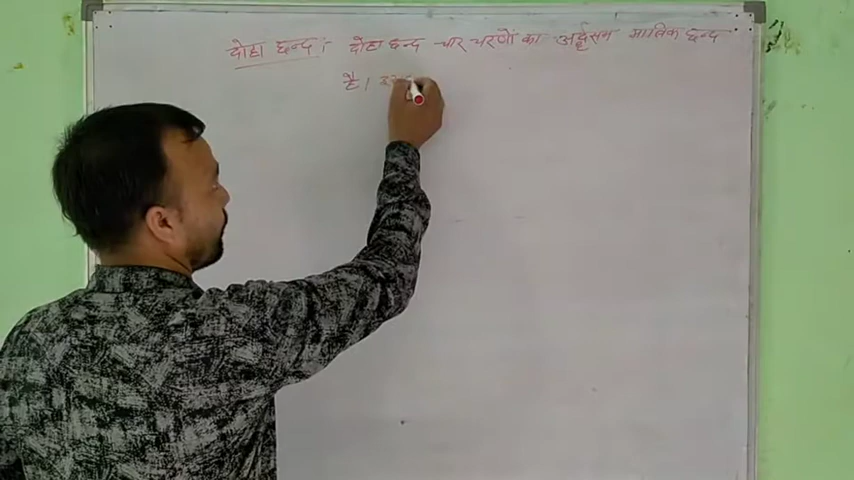 दोहा छन्द : दोहा छन्द चार चरणों का अर्द्धसम मात्रिक छन्द
है।